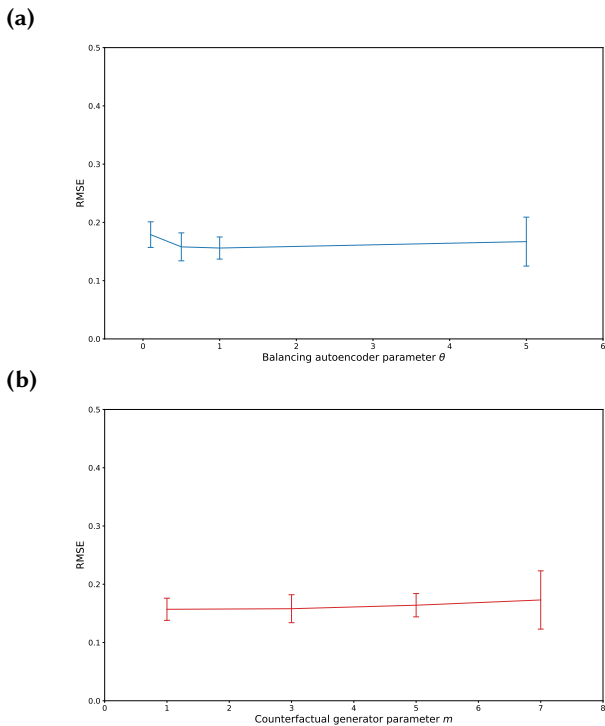 (a)
0.5
0.4
0.3
0.2
0.1
0.0
RMSE
0 1 2 3 4 5 6
Balancing autoencoder parameter θ
(b)
0.5
0.4
0.3
0.2
0.1
0.0
RMSE
0 1 2 3 4 5 6 7 8
Counterfactual generator parameter m